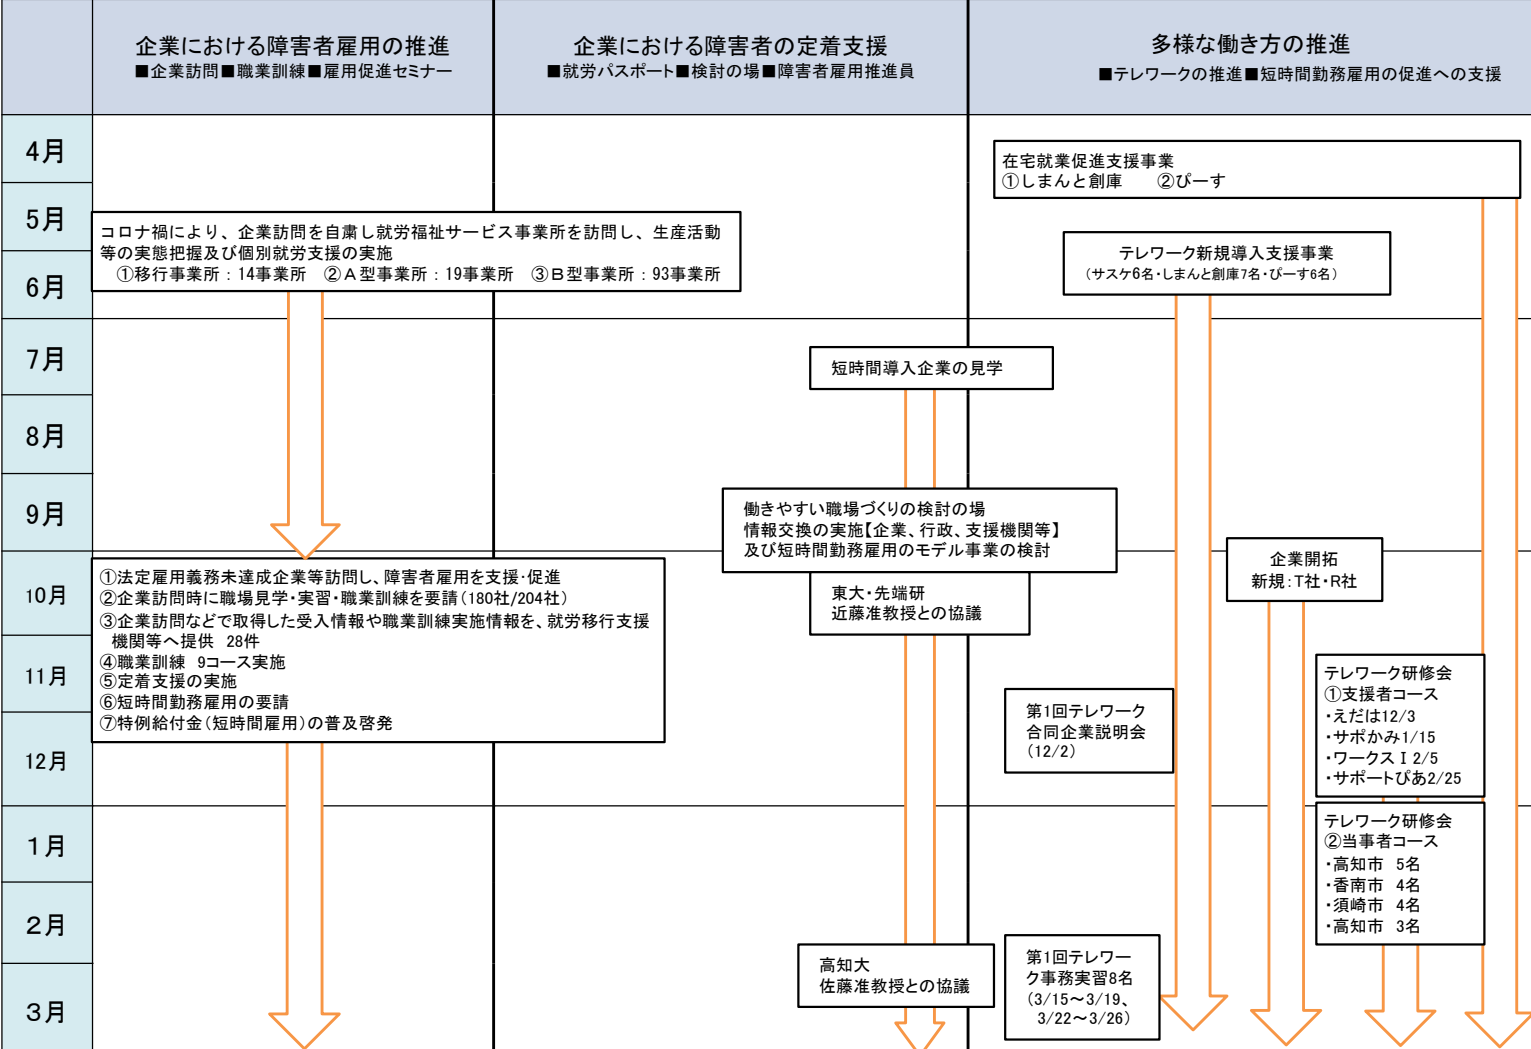 企業における障害者雇用の推進
■企業訪問■職業訓練■雇用促進セミナー
企業における障害者の定着支援
■就労パスポート■検討の場■障害者雇用推進員
多様な働き方の推進
■テレワークの推進■短時間勤務雇用の促進への支援
4月
在宅就業促進支援事業
①しまんと創庫　②ぴーす
5月
コロナ禍により、企業訪問を自粛し就労福祉サービス事業所を訪問し、生産活動
等の実態把握及び個別就労支援の実施
①移行事業所：14事業所　②A型事業所：19事業所　③B型事業所：93事業所
テレワーク新規導入支援事業
（サスケ6名・しまんと創庫7名・ぴーす6名）
6月
7月
短時間導入企業の見学
8月
9月
働きやすい職場づくりの検討の場
情報交換の実施【企業、行政、支援機関等】
及び短時間勤務雇用のモデル事業の検討
10月
①法定雇用義務未達成企業等訪問し、障害者雇用を支援・促進
②企業訪問時に職場見学・実習・職業訓練を要請（180社/204社）
③企業訪問などで取得した受入情報や職業訓練実施情報を、就労移行支援
機関等へ提供　28件
④職業訓練　9コース実施
⑤定着支援の実施
⑥短時間勤務雇用の要請
⑦特例給付金（短時間雇用）の普及啓発
東大・先端研
近藤准教授との協議
企業開拓
新規：T社・R社
11月
第1回テレワーク
合同企業説明会
（12/2）
テレワーク研修会
①支援者コース
・えだは12/3
・サポかみ1/15
・ワークスⅠ2/5
・サポートぴあ2/25
12月
1月
テレワーク研修会
②当事者コース
・高知市　5名
・香南市　4名
・須崎市　4名
・高知市　3名
2月
高知大
佐藤准教授との協議
第1回テレワー
ク事務実習8名
（3/15～3/19、
3/22～3/26）
3月